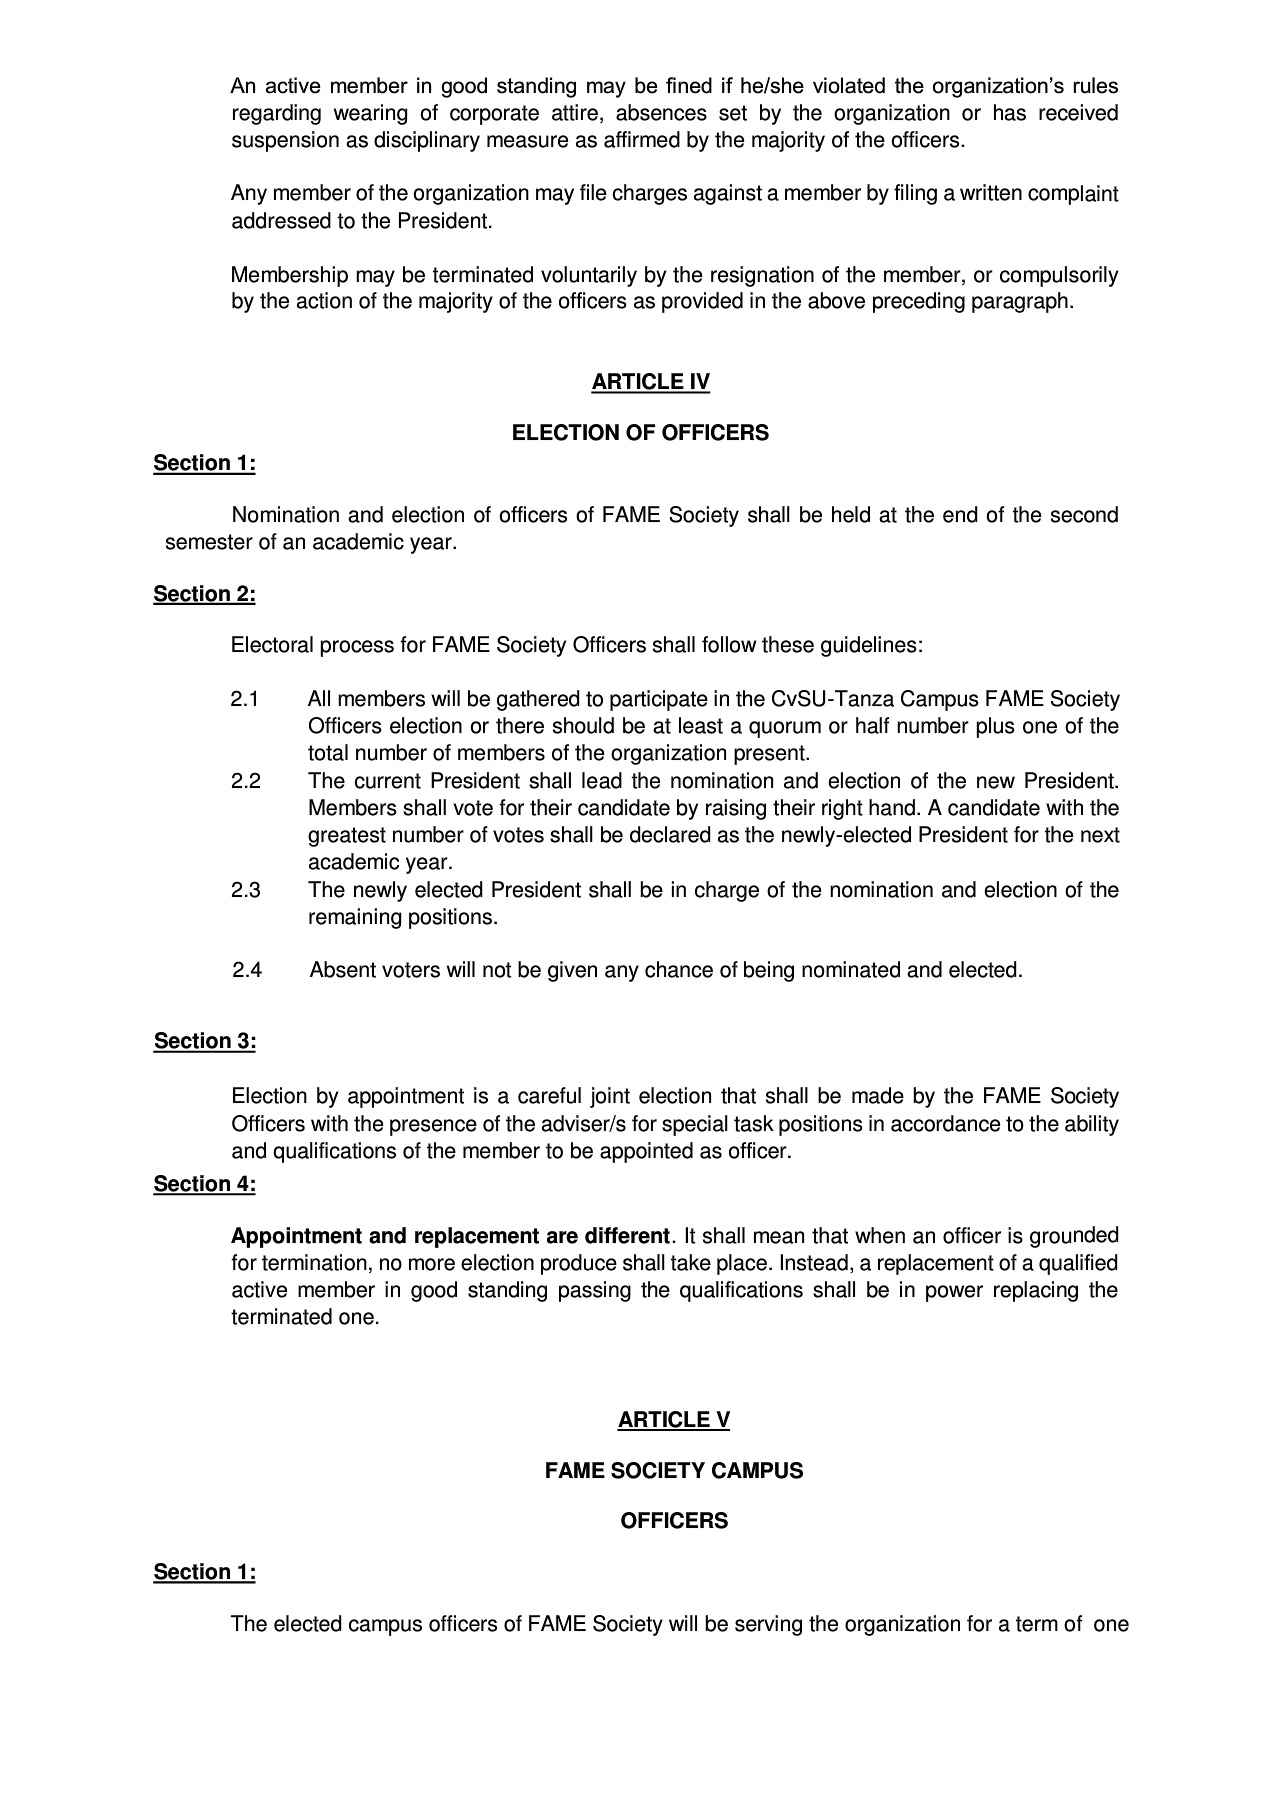 An active member in good standing may be fined if he/she violated the organization’s rules
regarding wearing of corporate attire, absences set by the organization or has received
suspension as disciplinary measure as affirmed by the majority of the officers.
Any member of the organization may file charges against a member by filing a written complaint
addressed to the President.
Membership may be terminated voluntarily by the resignation of the member, or compulsorily
by the action of the majority of the officers as provided in the above preceding paragraph.
ARTICLE IV
ELECTION OF OFFICERS
Section 1:
Nomination and election of officers of FAME Society shall be held at the end of the second
semester of an academic year.
Section 2:
Electoral process for FAME Society Officers shall follow these guidelines:
2.1 All members will be gathered to participate in the CvSU-Tanza Campus FAME Society
Officers election or there should be at least a quorum or half number plus one of the
total number of members of the organization present.
2.2 The current President shall lead the nomination and election of the new President.
Members shall vote for their candidate by raising their right hand. A candidate with the
greatest number of votes shall be declared as the newly-elected President for the next
academic year.
2.3 The newly elected President shall be in charge of the nomination and election of the
remaining positions.
2.4 Absent voters will not be given any chance of being nominated and elected.
Section 3:
Election by appointment is a careful joint election that shall be made by the FAME Society
Officers with the presence of the adviser/s for special task positions in accordance to the ability
and qualifications of the member to be appointed as officer.
Section 4:
Appointment and replacement are different. It shall mean that when an officer is grounded
for termination, no more election produce shall take place. Instead, a replacement of a qualified
active member in good standing passing the qualifications shall be in power replacing the
terminated one.
ARTICLE V
FAME SOCIETY CAMPUS
OFFICERS
Section 1:
The elected campus officers of FAME Society will be serving the organization for a term of one